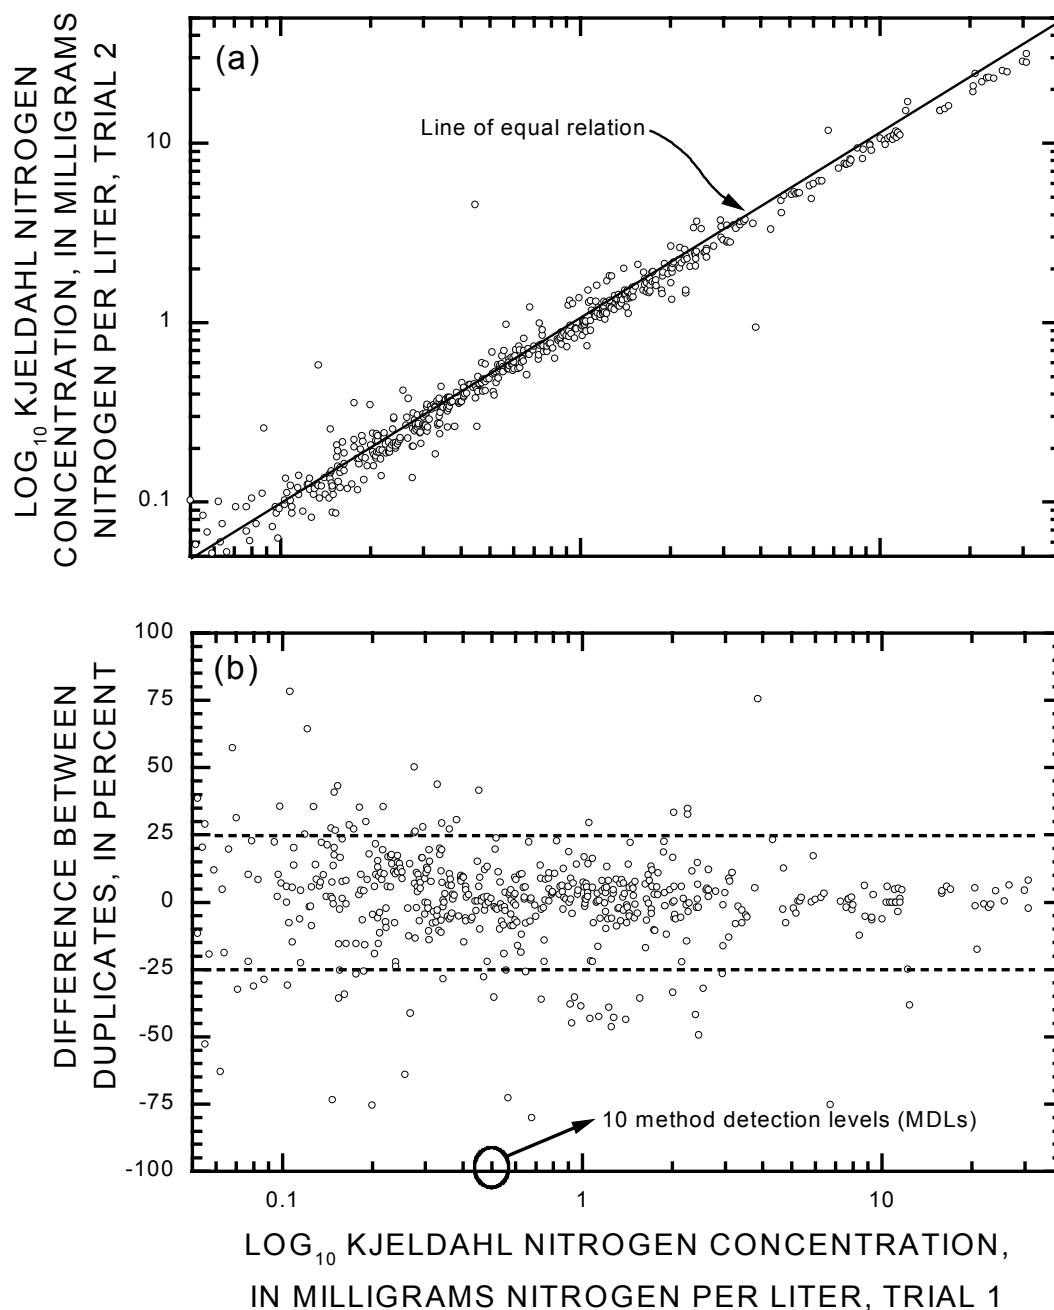 LOG₁₀ KJELDAHL NITROGEN
CONCENTRATION, IN MILLIGRAMS
NITROGEN PER LITER, TRIAL 2
(a)
Line of equal relation
10
1
0.1
DIFFERENCE BETWEEN
DUPLICATES, IN PERCENT
(b)
100
75
50
25
0
-25
-50
-75
-100
10 method detection levels (MDLs)
0.1 1 10
LOG₁₀ KJELDAHL NITROGEN CONCENTRATION,
IN MILLIGRAMS NITROGEN PER LITER, TRIAL 1